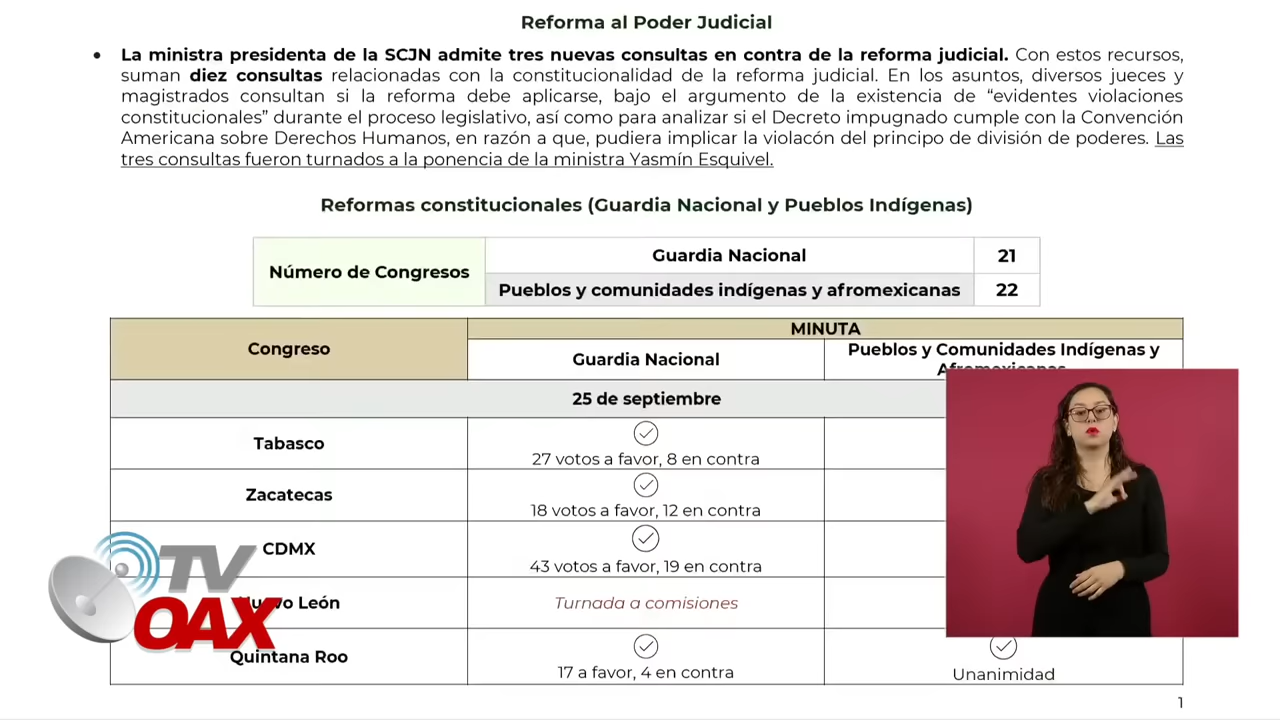 Reforma al Poder Judicial
• La ministra presidenta de la SCJN admite tres nuevas consultas en contra de la reforma judicial. Con estos recursos,
suman diez consultas relacionadas con la constitucionalidad de la reforma judicial. En los asuntos, diversos jueces y
magistrados consultan si la reforma debe aplicarse, bajo el argumento de la existencia de “evidentes violaciones
constitucionales” durante el proceso legislativo, así como para analizar si el Decreto impugnado cumple con la Convención
Americana sobre Derechos Humanos, en razón a que, pudiera implicar la violacón del principo de división de poderes. Las
tres consultas fueron turnados a la ponencia de la ministra Yasmín Esquivel.
Reformas constitucionales (Guardia Nacional y Pueblos Indígenas)
Número de Congresos
Guardia Nacional 21
Pueblos y comunidades indígenas y afromexicanas 22
Congreso
MINUTA
Guardia Nacional
Pueblos y Comunidades Indígenas y
Afromexicanas
25 de septiembre
Tabasco
27 votos a favor, 8 en contra
Zacatecas
18 votos a favor, 12 en contra
CDMX
43 votos a favor, 19 en contra
Nuevo León
Turnada a comisiones
Quintana Roo
17 a favor, 4 en contra
Unanimidad
TV
OAX
1